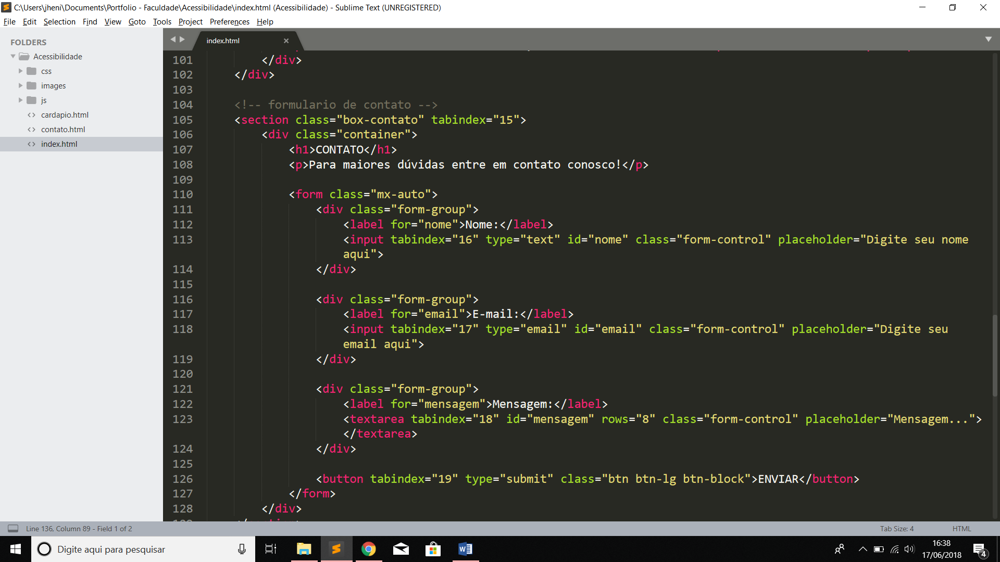 C:\Users\jheni\Documents\Portfolio - Faculdade\Acessibilidade\index.html (Acessibilidade) - Sublime Text (UNREGISTERED)
File Edit Selection Find View Goto Tools Project Preferences Help
FOLDERS
Acessibilidade
css
images
js
cardapio.html
contato.html
index.html
index.html
101 </div>
102 </div>
103
104 <!-- formulario de contato -->
105 <section class="box-contato" tabindex="15">
106 <div class="container">
107 <h1>CONTATO</h1>
108 <p>Para maiores dúvidas entre em contato conosco!</p>
109
110 <form class="mx-auto">
111 <div class="form-group">
112 <label for="nome">Nome:</label>
113 <input tabindex="16" type="text" id="nome" class="form-control" placeholder="Digite seu nome
aqui">
114 </div>
115
116 <div class="form-group">
117 <label for="email">E-mail:</label>
118 <input tabindex="17" type="email" id="email" class="form-control" placeholder="Digite seu
email aqui">
119 </div>
120
121 <div class="form-group">
122 <label for="mensagem">Mensagem:</label>
123 <textarea tabindex="18" id="mensagem" rows="8" class="form-control" placeholder="Mensagem...">
</textarea>
124 </div>
125
126 <button tabindex="19" type="submit" class="btn btn-lg btn-block">ENVIAR</button>
127 </form>
128 </div>
Line 136, Column 89 - Field 1 of 2
Tab Size: 4
HTML
Digite aqui para pesquisar
16:38
17/06/2018
4